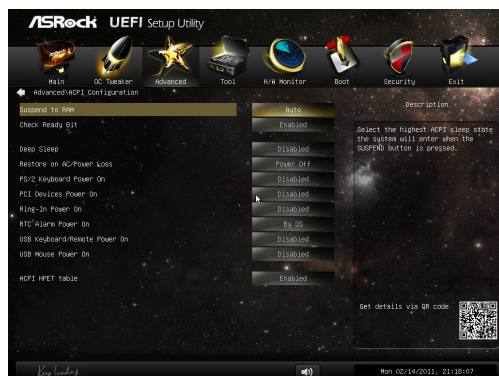 ASRock UEFI Setup Utility
Main OC Tweaker Advanced Tool H/W Monitor Boot Security Exit
Advanced\ACPI Configuration
Description
Suspend to RAM Auto
Check Ready Bit Enabled
Select the highest ACPI sleep state
the system will enter when the
SUSPEND button is pressed.
Deep Sleep Disabled
Restore on AC/Power Loss Power Off
PS/2 Keyboard Power On Disabled
PCI Devices Power On Disabled
Ring-In Power On Disabled
RTC Alarm Power On By OS
USB Keyboard/Remote Power On Disabled
USB Mouse Power On Disabled
ACPI HPET table Enabled
Get details via QR code
Keep Leading
Mon 02/14/2011, 21:18:07